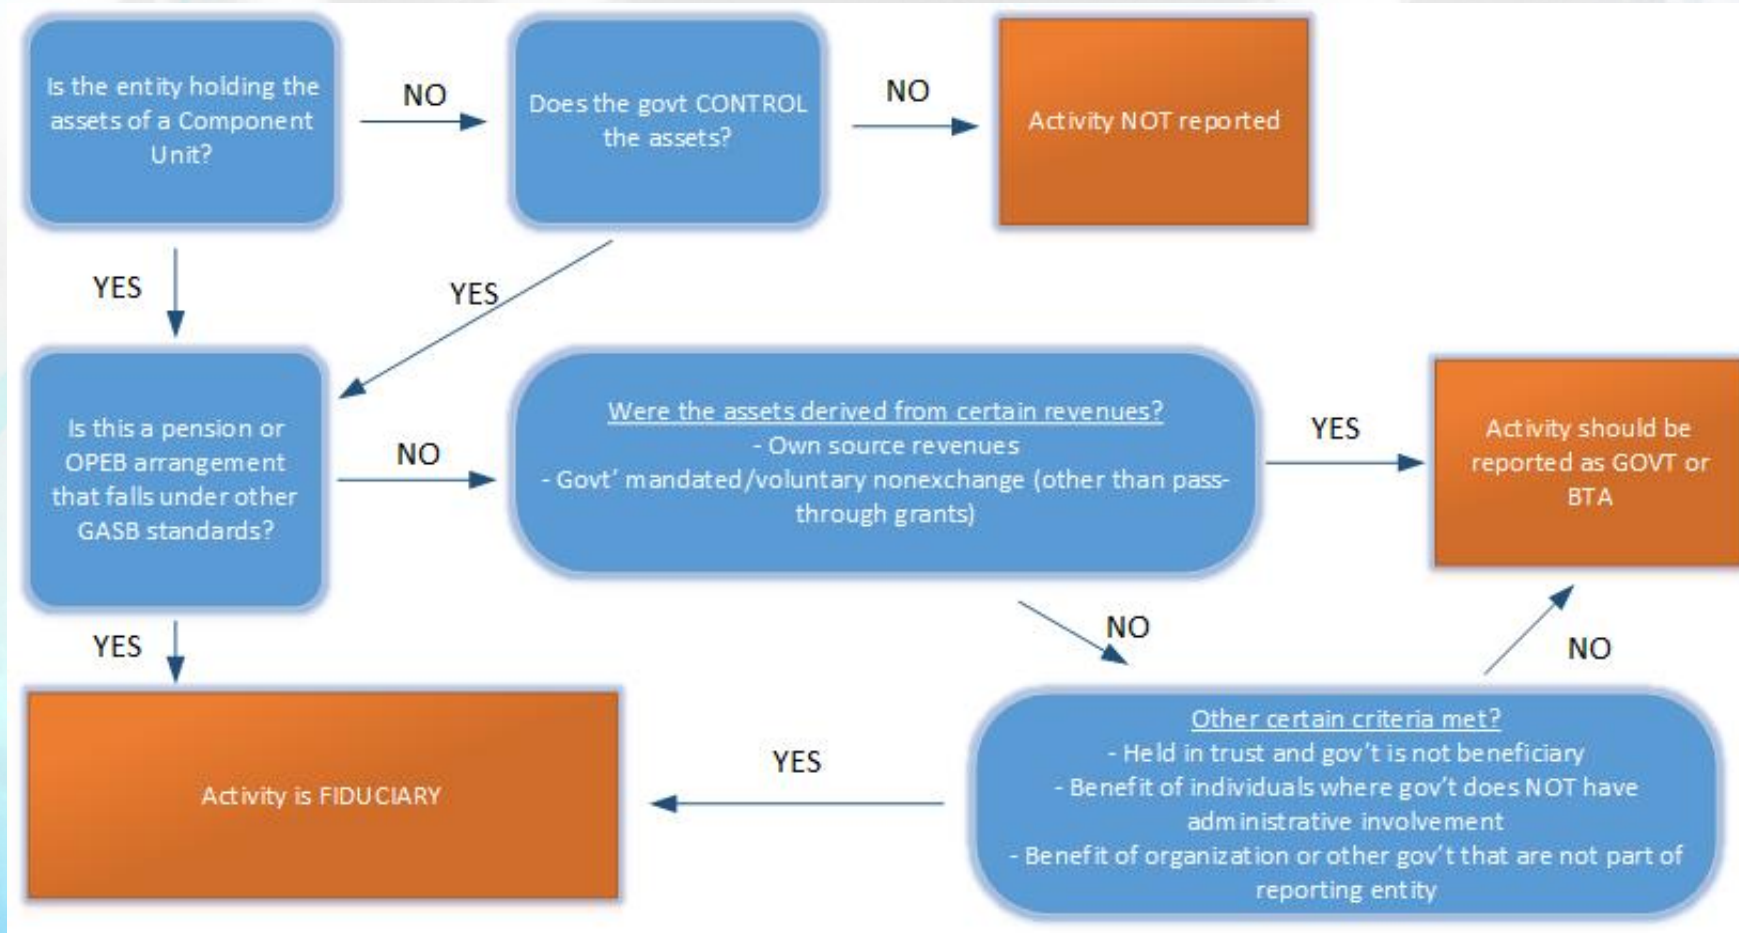 Is the entity holding the
assets of a Component
Unit?
NO
Does the govt CONTROL
the assets?
NO
Activity NOT reported
YES
YES
Is this a pension or
OPEB arrangement
that falls under other
GASB standards?
NO
Were the assets derived from certain revenues?
- Own source revenues
- Govt' mandated/voluntary nonexchange (other than pass-
through grants)
YES
Activity should be
reported as GOVT or
BTA
YES
NO
NO
Activity is FIDUCIARY
YES
Other certain criteria met?
- Held in trust and gov't is not beneficiary
- Benefit of individuals where gov't does NOT have
administrative involvement
- Benefit of organization or other gov't that are not part of
reporting entity